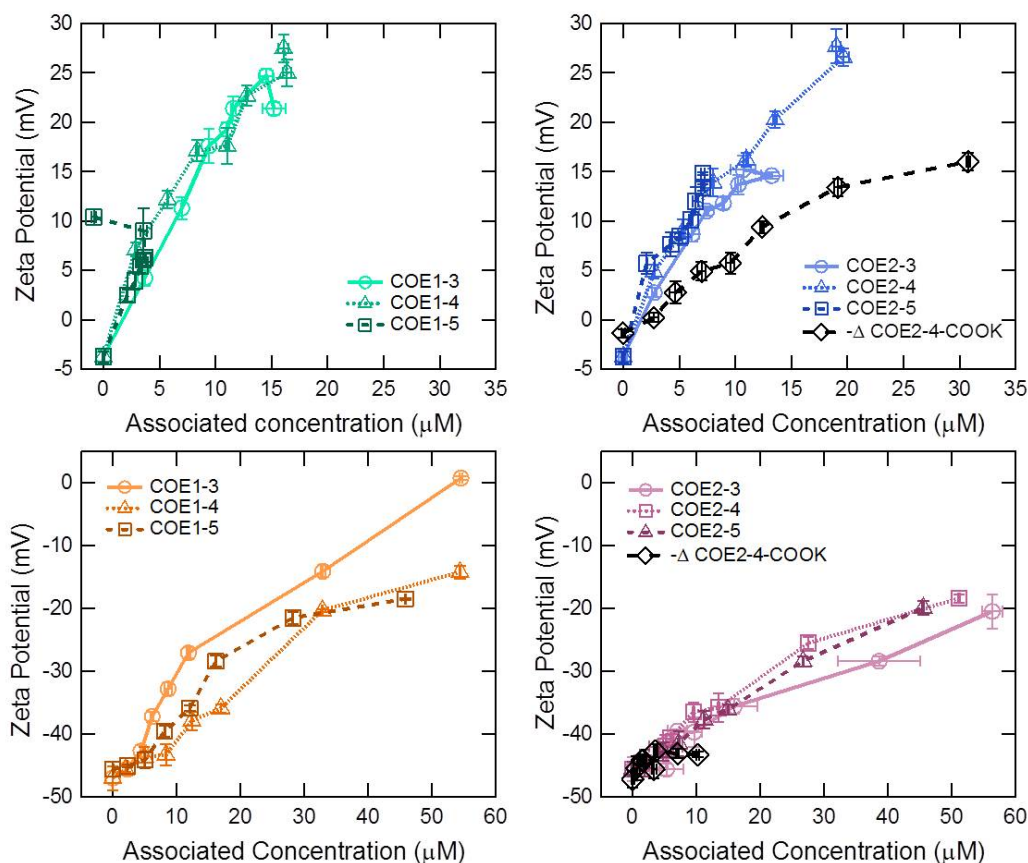 30
25
20
15
10
5
0
-5
Zeta Potential (mV)
COE1-3
COE1-4
COE1-5
0 5 10 15 20 25 30 35
Associated concentration (μM)
30
25
20
15
10
5
0
-5
Zeta Potential (mV)
COE2-3
COE2-4
COE2-5
-Δ COE2-4-COOK
0 5 10 15 20 25 30 35
Associated Concentration (μM)
0
-10
-20
-30
-40
-50
Zeta Potential (mV)
COE1-3
COE1-4
COE1-5
0 10 20 30 40 50 60
Associated Concentration (μM)
0
-10
-20
-30
-40
-50
Zeta Potential (mV)
COE2-3
COE2-4
COE2-5
-Δ COE2-4-COOK
0 10 20 30 40 50 60
Associated Concentration (μM)